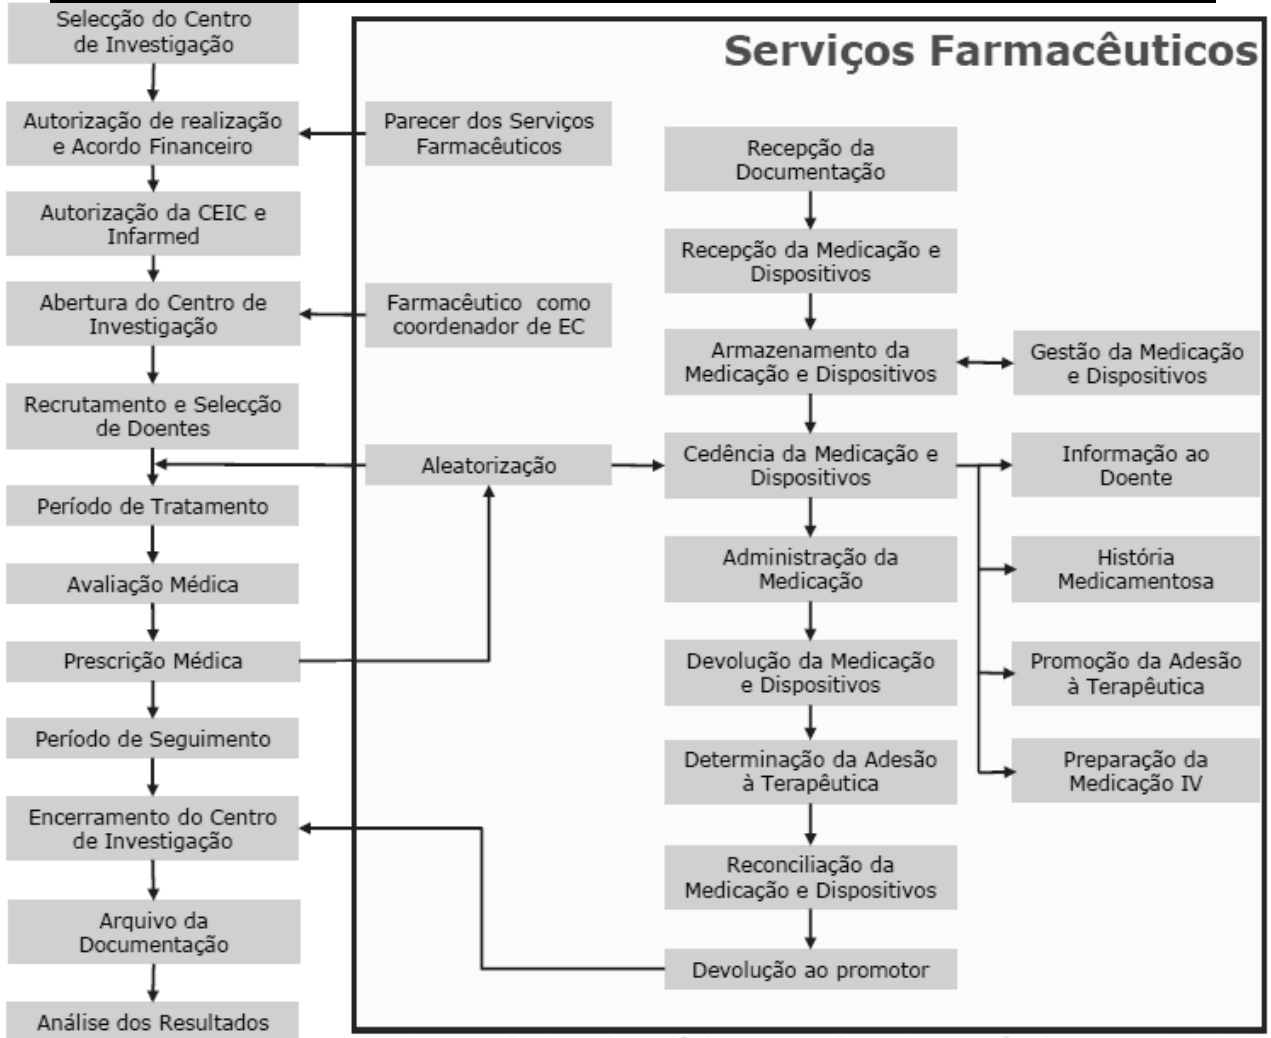 Selecção do Centro
de Investigação
Autorização de realização
e Acordo Financeiro
Autorização da CEIC e
Infarmed
Abertura do Centro de
Investigação
Recrutamento e Selecção
de Doentes
Período de Tratamento
Avaliação Médica
Prescrição Médica
Período de Seguimento
Encerramento do Centro
de Investigação
Arquivo da
Documentação
Análise dos Resultados
Serviços Farmacêuticos
Parecer dos Serviços
Farmacêuticos
Farmacêutico como
coordenador de EC
Aleatorização
Recepção da
Documentação
Recepção da Medicação e
Dispositivos
Armazenamento da
Medicação e Dispositivos
Cedência da Medicação e
Dispositivos
Administração da
Medicação
Devolução da Medicação
e Dispositivos
Determinação da Adesão
à Terapêutica
Reconciliação da
Medicação e Dispositivos
Devolução ao promotor
Gestão da Medicação
e Dispositivos
Informação ao
Doente
História
Medicamentosa
Promoção da Adesão
à Terapêutica
Preparação da
Medicação IV